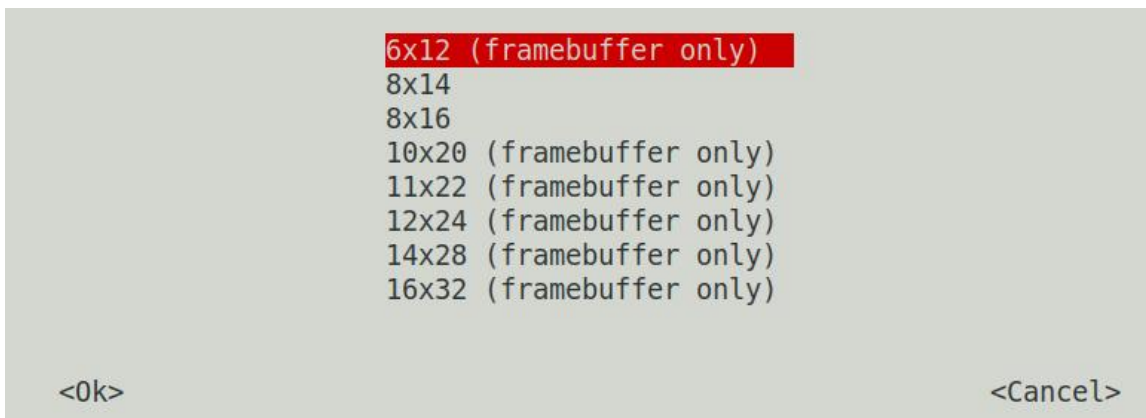 6x12 (framebuffer only)
8x14
8x16
10x20 (framebuffer only)
11x22 (framebuffer only)
12x24 (framebuffer only)
14x28 (framebuffer only)
16x32 (framebuffer only)
<Ok> <Cancel>